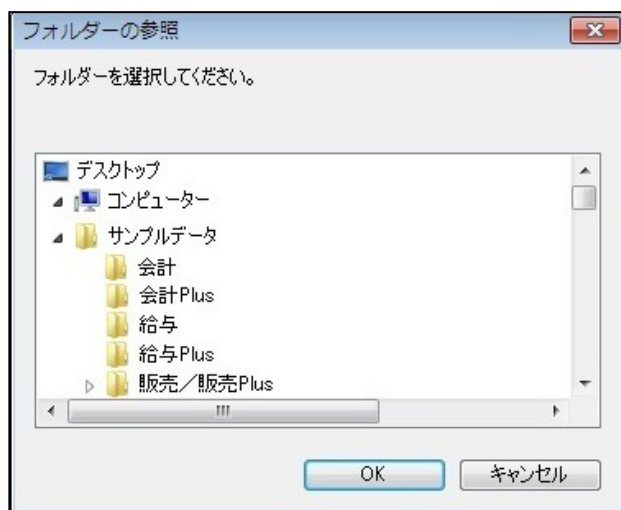 フォルダーの参照
フォルダーを選択してください。
デスクトップ
コンピューター
サンプルデータ
会計
会計Plus
給与
給与Plus
販売／販売Plus
OK
キャンセル